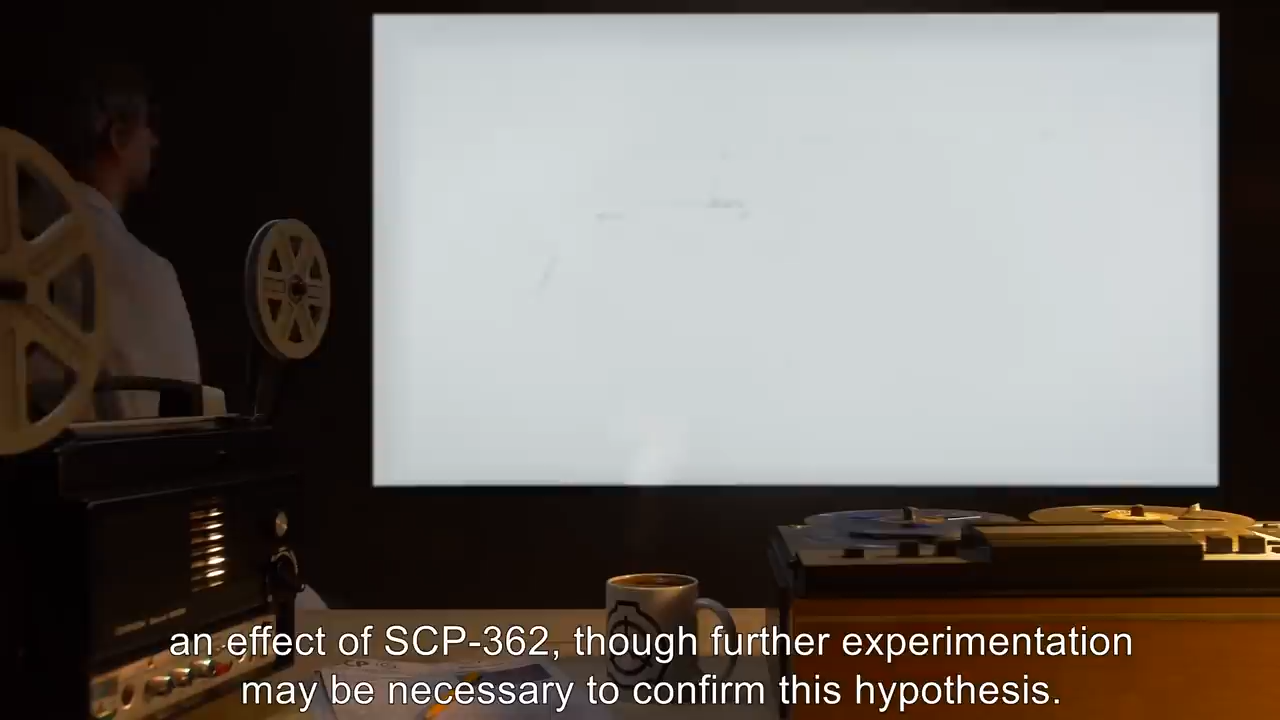 an effect of SCP-362, though further experimentation
may be necessary to confirm this hypothesis.